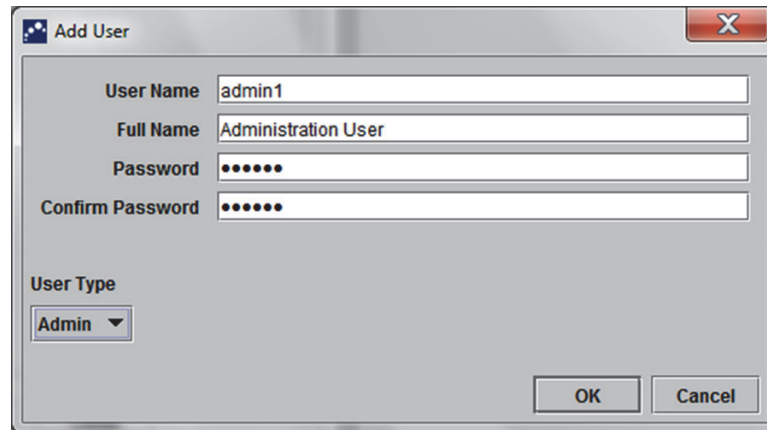 Add User
User Name admin1
Full Name Administration User
Password ●●●●●●
Confirm Password ●●●●●●
User Type
Admin
OK Cancel